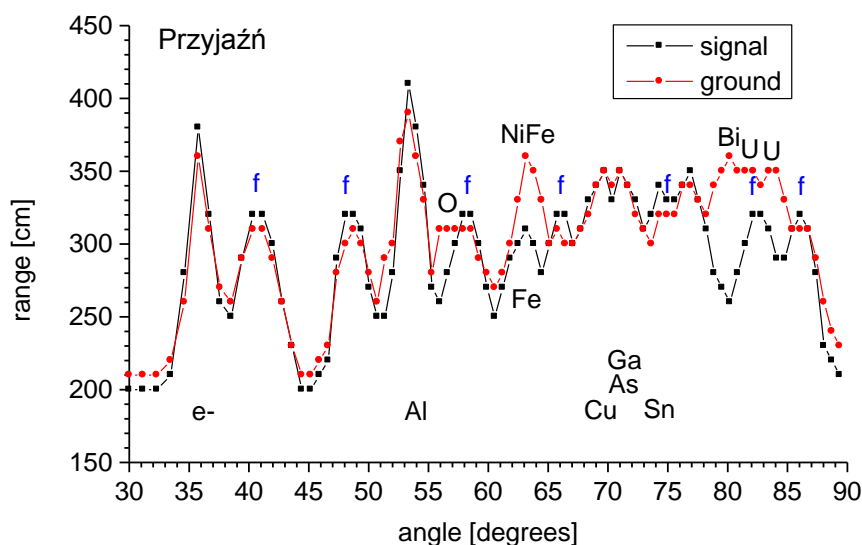 Przyjaźń
signal
ground
450
400
350
300
250
200
150
range [cm]
f
f
f
f
f
f
f
O
NiFe
Fe
Bi
U
U
e-
Al
Ga
As
Cu
Sn
30 35 40 45 50 55 60 65 70 75 80 85 90
angle [degrees]